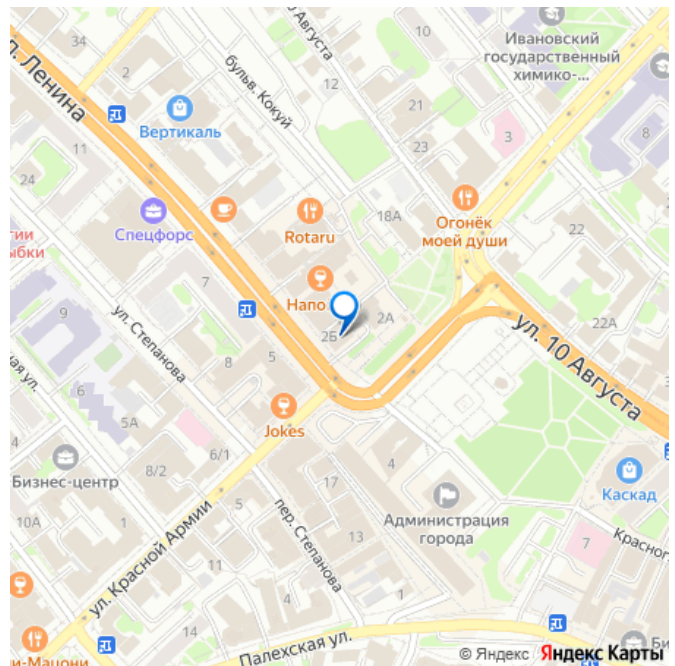 34
2
10 Августа
10
12
Ивановский
государственный
химико-...
ул. Ленина
бульв. Кокуй
Вертикаль
21
3
8
11
4
24
Спецфорс
Rotaru
18А
Огонёк
моей души
22
7
Напо
9
ул. Степанова
2Б
2А
22А
ул. 10 Августа
8
5
6
5А
Jokes
4
6/1
Бизнес-центр
8/2
4
Каскад
10А
1
ул. Красной Армии
5
17
Администрация
города
пер. Степанова
13
7
11
14
Палехская ул.
© Яндекс Яндекс Карты